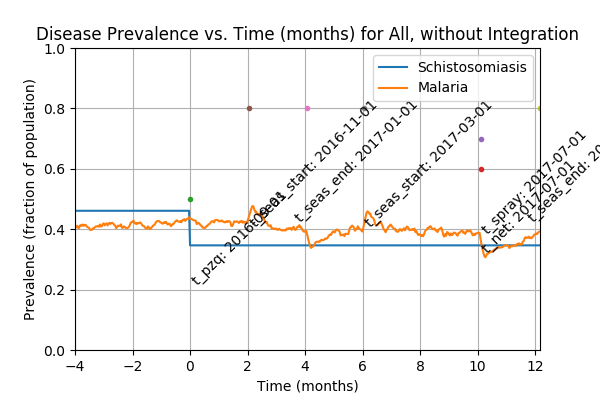 Disease Prevalence vs. Time (months) for All, without Integration
Schistosomiasis
Malaria
Prevalence (fraction of population)
1.0
0.8
0.6
0.4
0.2
0.0
t_pzq: 2016-09-01
t_seas_start: 2016-11-01
t_seas_end: 2017-01-01
t_seas_start: 2017-03-01
t_spray: 2017-07-01
t_net: 2017-07-01
t_seas_end: 20
−4
−2
0
2
4
6
8
10
12
Time (months)